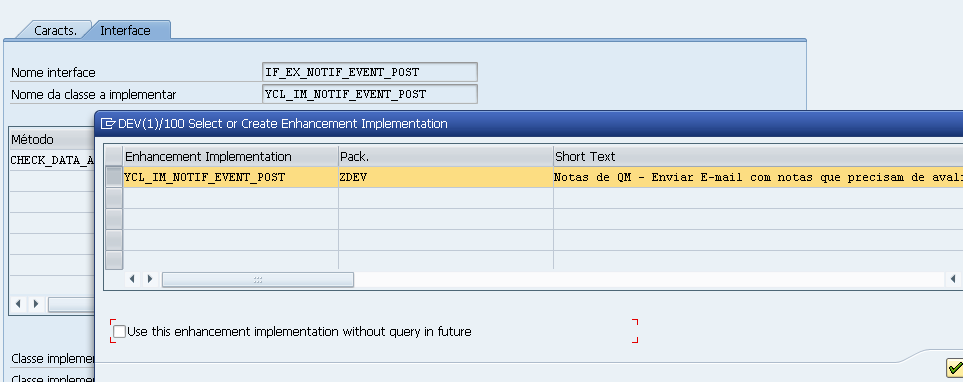 Caracts. Interface
Nome interface IF_EX_NOTIF_EVENT_POST
Nome da classe a implementar YCL_IM_NOTIF_EVENT_POST
DEV(1)/100 Select or Create Enhancement Implementation
Método
Enhancement Implementation Pack. Short Text
CHECK_DATA_A
YCL_IM_NOTIF_EVENT_POST ZDEV Notas de QM - Enviar E-mail com notas que precisam de aval
Use this enhancement implementation without query in future
Classe implemen
Classe implemen